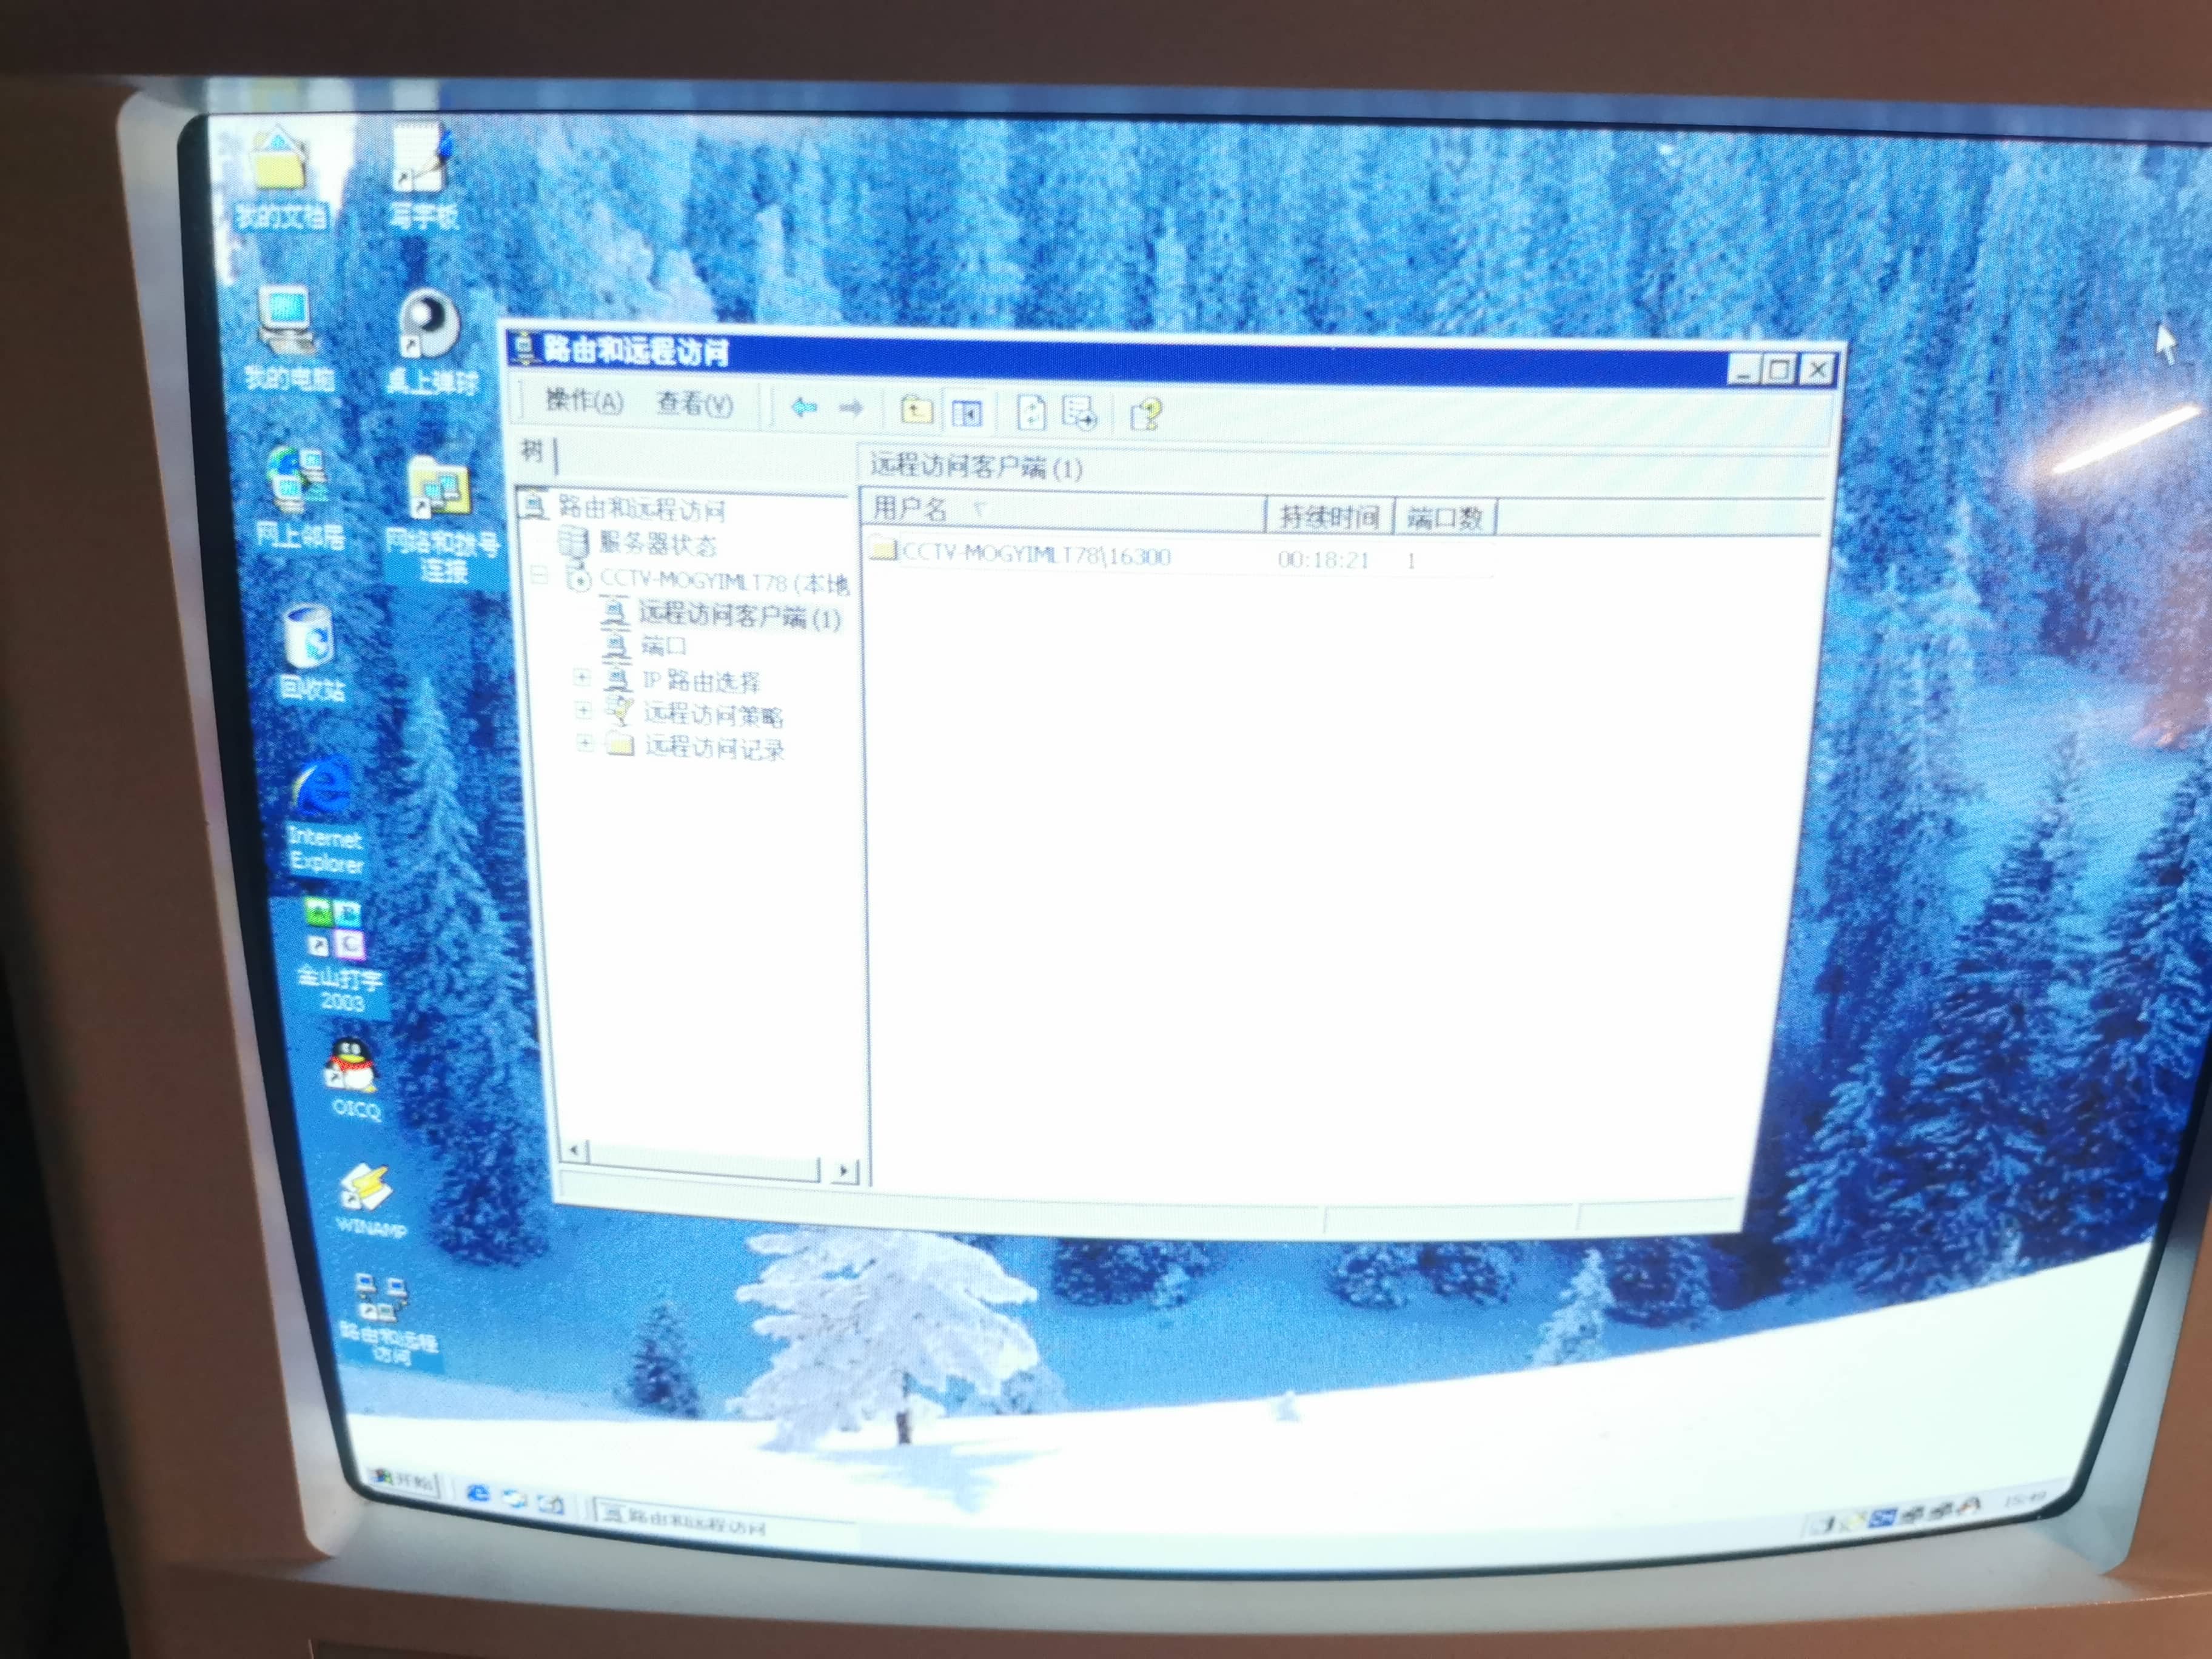 我的文档
写字板
我的电脑
桌上弹球
网上邻居
网络和拨号
连接
回收站
Internet
Explorer
金山打字
2003
OICQ
WINAMP
路由和远程
访问
路由和远程访问
操作(A) 查看(V)
树
远程访问客户端(1)
路由和远程访问
服务器状态
CCTV-MOGYIMLT78(本地
远程访问客户端(1)
端口
IP 路由选择
远程访问策略
远程访问记录
用户名 持续时间 端口数
CCTV-MOGYIMLT78\16300 00:18:21 1
开始
路由和远程访问